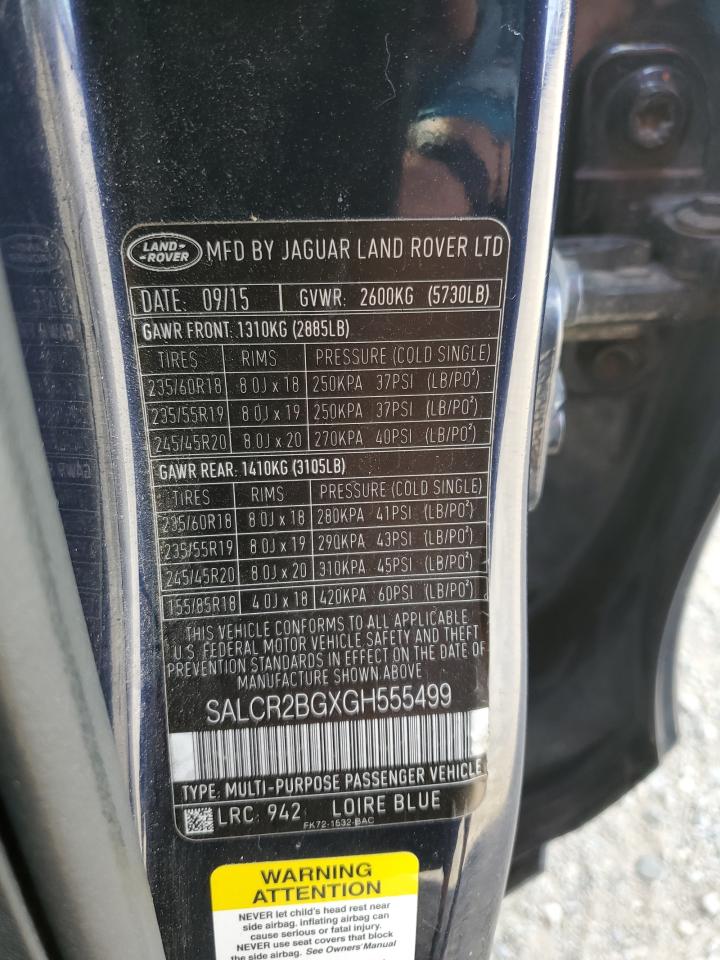 LAND-ROVER MFD BY JAGUAR LAND ROVER LTD
DATE: 09/15 GVWR: 2600KG (5730LB)
GAWR FRONT: 1310KG (2885LB)
TIRES RIMS PRESSURE (COLD SINGLE)
235/60R18 8.0J x 18 250KPA 37PSI (LB/PO²)
235/55R19 8.0J x 19 250KPA 37PSI (LB/PO²)
245/45R20 8.0J x 20 270KPA 40PSI (LB/PO²)
GAWR REAR: 1410KG (3105LB)
TIRES RIMS PRESSURE (COLD SINGLE)
235/60R18 8.0J x 18 280KPA 41PSI (LB/PO²)
235/55R19 8.0J x 19 290KPA 43PSI (LB/PO²)
245/45R20 8.0J x 20 310KPA 45PSI (LB/PO²)
155/85R18 4.0J x 18 420KPA 60PSI (LB/PO²)
THIS VEHICLE CONFORMS TO ALL APPLICABLE
U.S. FEDERAL MOTOR VEHICLE SAFETY AND THEFT
PREVENTION STANDARDS IN EFFECT ON THE DATE OF
MANUFACTURE SHOWN ABOVE
SALCR2BGXGH555499
TYPE: MULTI-PURPOSE PASSENGER VEHICLE
LRC: 942 LOIRE BLUE
FK72-1532-BAC
WARNING
ATTENTION
NEVER let child's head rest near
side airbag. inflating airbag can
cause serious or fatal injury.
NEVER use seat covers that block
the side airbag. See Owners' Manual